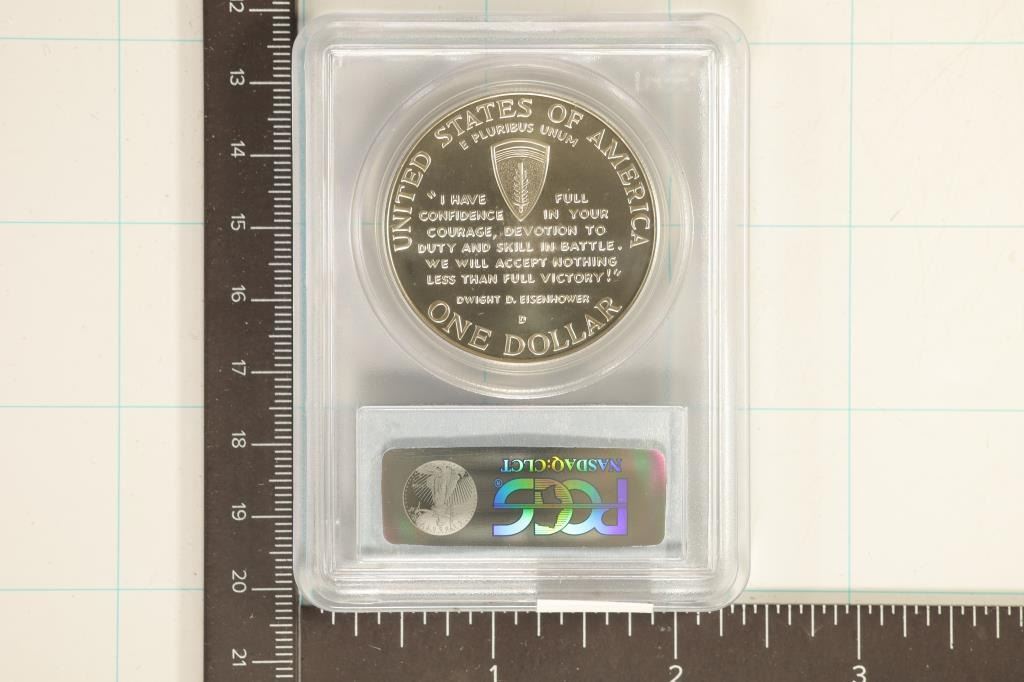 UNITED STATES OF AMERICA
E PLURIBUS UNUM
"I HAVE FULL
CONFIDENCE IN YOUR
COURAGE, DEVOTION TO
DUTY AND SKILL IN BATTLE.
WE WILL ACCEPT NOTHING
LESS THAN FULL VICTORY!"
DWIGHT D. EISENHOWER
D
ONE DOLLAR
NASDAQ:CLCT
PCGS®
12
13
14
15
16
17
18
19
20
21
1
2
3